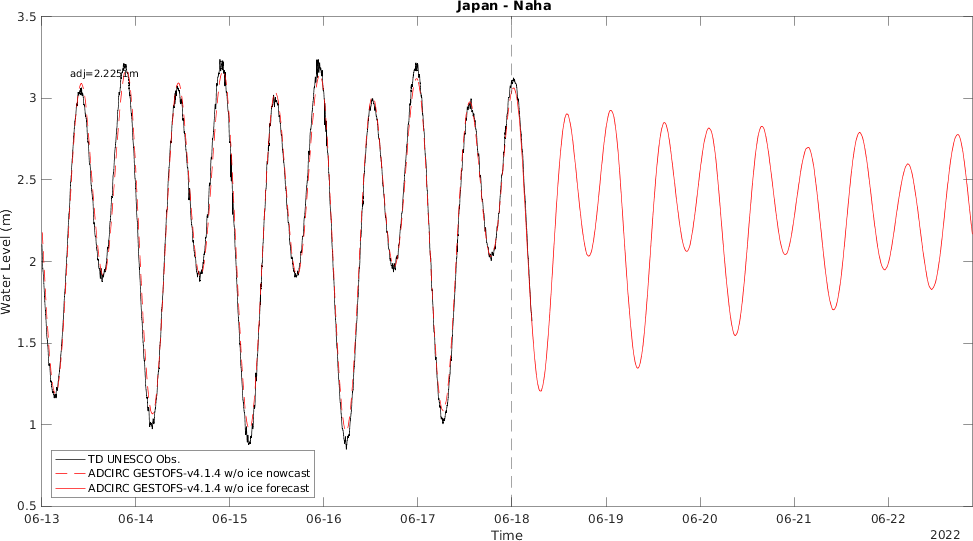 Japan - Naha
3.5
3
2.5
2
1.5
1
0.5
Water Level (m)
adj=2.2251m
TD UNESCO Obs.
ADCIRC GESTOFS-v4.1.4 w/o ice nowcast
ADCIRC GESTOFS-v4.1.4 w/o ice forecast
06-13 06-14 06-15 06-16 06-17 06-18 06-19 06-20 06-21 06-22
Time
2022